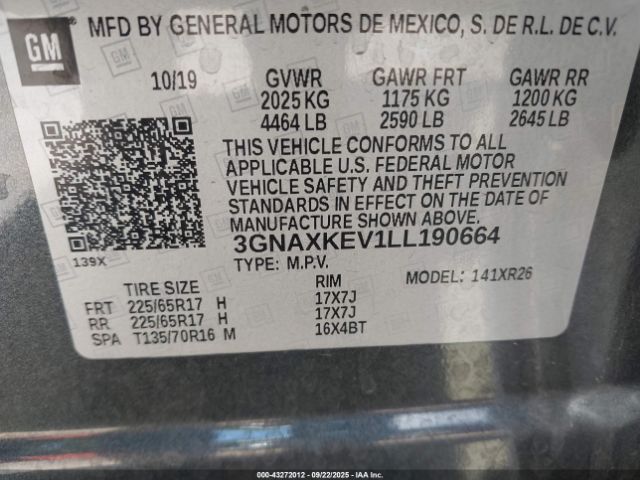 GM
MFD BY GENERAL MOTORS DE MEXICO, S. DE R.L. DE C.V.
10/19 GVWR GAWR FRT GAWR RR
2025 KG 1175 KG 1200 KG
4464 LB 2590 LB 2645 LB
THIS VEHICLE CONFORMS TO ALL
APPLICABLE U.S. FEDERAL MOTOR
VEHICLE SAFETY AND THEFT PREVENTION
STANDARDS IN EFFECT ON THE DATE OF
MANUFACTURE SHOWN ABOVE.
3GNAXKEV1LL190664
139X
TYPE: M.P.V. MODEL: 141XR26
TIRE SIZE RIM
FRT 225/65R17 H 17X7J
RR 225/65R17 H 17X7J
SPA T135/70R16 M 16X4BT
000-43272012 - 09/22/2025 - IAAI.COM